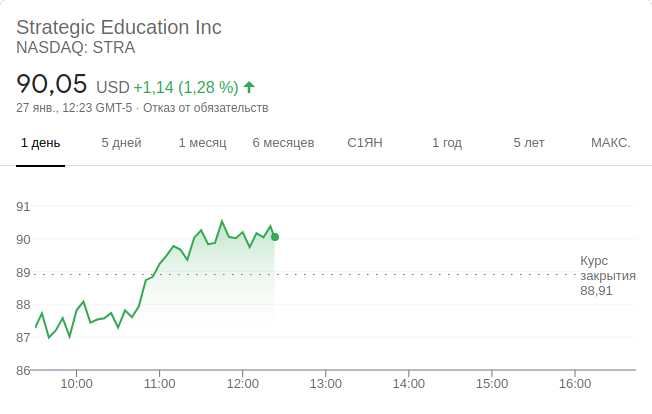 Strategic Education Inc
NASDAQ: STRA
90,05 USD +1,14 (1,28 %)
27 янв., 12:23 GMT-5 · Отказ от обязательств
1 день 5 дней 1 месяц 6 месяцев С1ЯН 1 год 5 лет МАКС.
91
90
89
88
87
86
Курс
закрытия
88,91
10:00 11:00 12:00 13:00 14:00 15:00 16:00